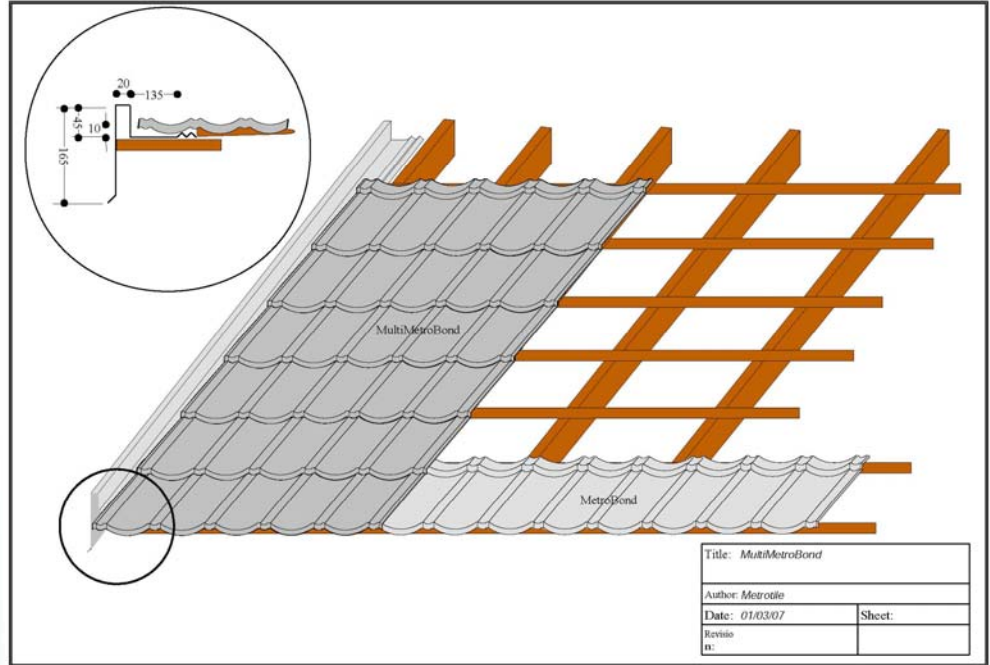 20
135
45
10
165
MultiMetroBond
MetroBond
Title: MultiMetroBond
Author: Metrotile
Date: 01/03/07 Sheet:
Revisio
n: